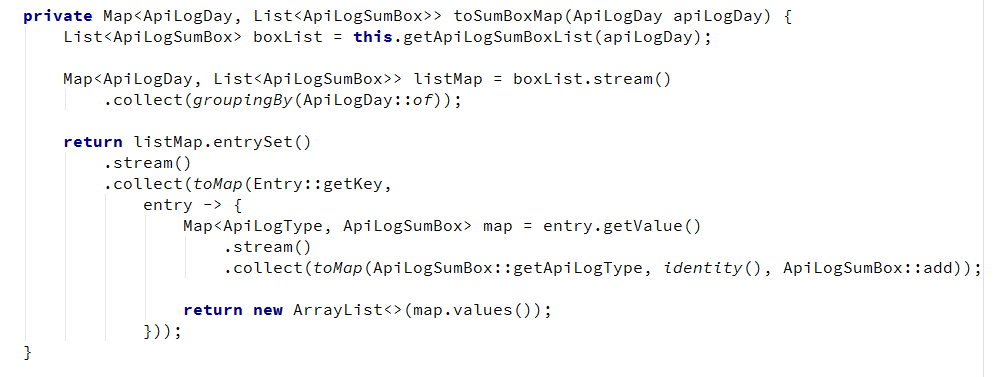 private Map<ApiLogDay, List<ApiLogSumBox>> toSumBoxMap(ApiLogDay apiLogDay) {
    List<ApiLogSumBox> boxList = this.getApiLogSumBoxList(apiLogDay);

    Map<ApiLogDay, List<ApiLogSumBox>> listMap = boxList.stream()
        .collect(groupingBy(ApiLogDay::of));

    return listMap.entrySet()
        .stream()
        .collect(toMap(Entry::getKey,
            entry -> {
                Map<ApiLogType, ApiLogSumBox> map = entry.getValue()
                    .stream()
                    .collect(toMap(ApiLogSumBox::getApiLogType, identity(), ApiLogSumBox::add));

                return new ArrayList<>(map.values());
            }));
}